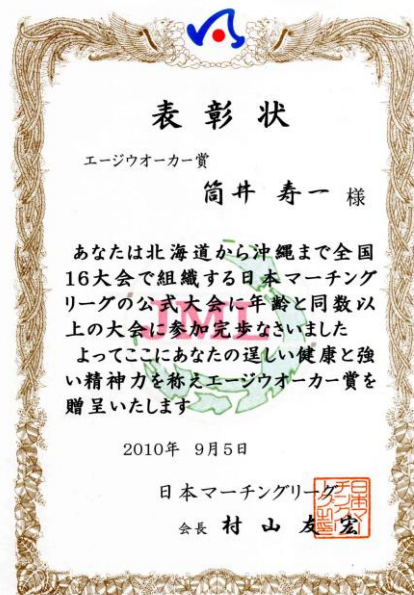 表彰状
エージウオーカー賞
筒井 寿一 様
あなたは北海道から沖縄まで全国
16大会で組織する日本マーチング
リーグの公式大会に年齢と同数以
上の大会に参加完歩なさいました
よってここにあなたの逞しい健康と強
い精神力を称えエージウオーカー賞を
贈呈いたします
JML
2010年 9月5日
日本マーチングリーグ
会長 村山 友宏